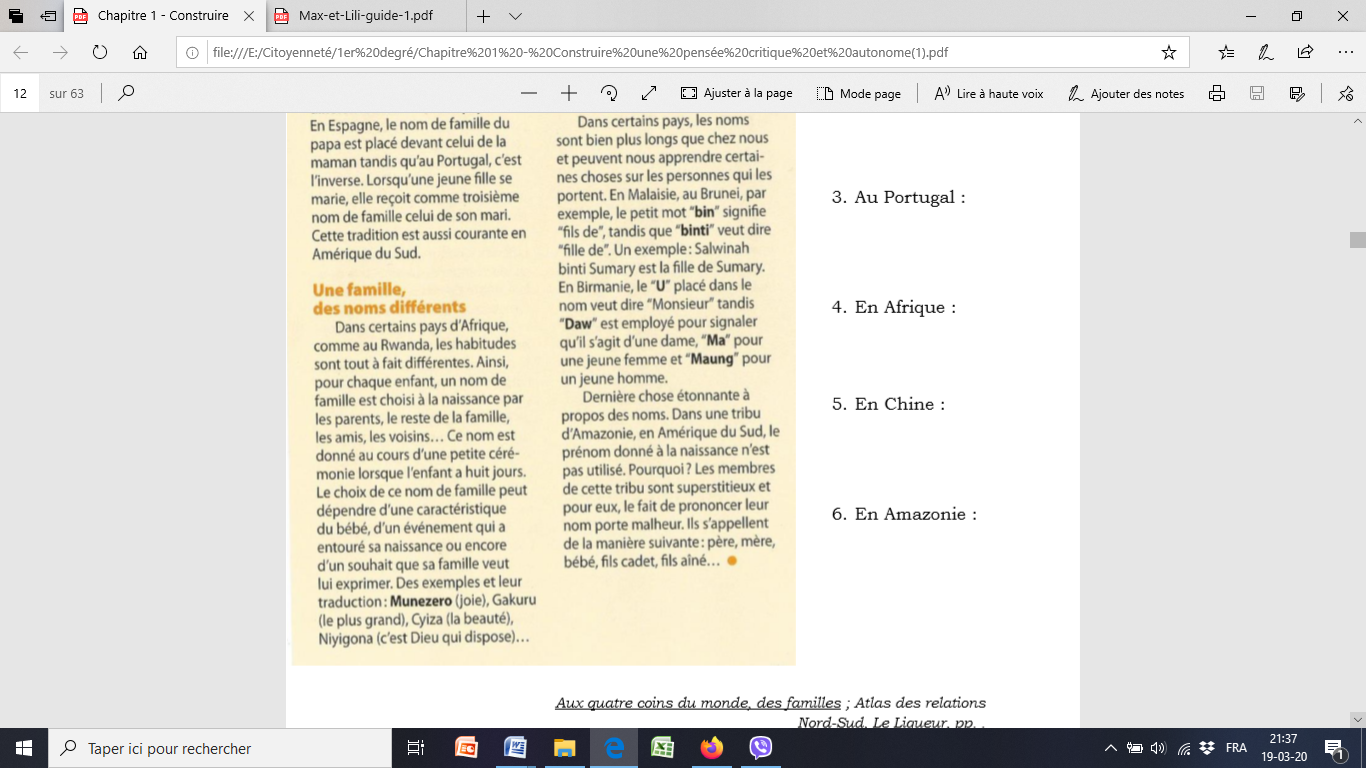 Chapitre 1 - Construire
Max-et-Lili-guide-1.pdf
file:///E:/Citoyenneté/1er%20degré/Chapitre%201%20-%20Construire%20une%20pensée%20critique%20et%20autonome(1).pdf
12 sur 63
Ajuster à la page
Mode page
Lire à haute voix
Ajouter des notes
En Espagne, le nom de famille du
papa est placé devant celui de la
maman tandis qu'au Portugal, c'est
l'inverse. Lorsqu'une jeune fille se
marie, elle reçoit comme troisième
nom de famille celui de son mari.
Cette tradition est aussi courante en
Amérique du Sud.
Une famille,
des noms différents
Dans certains pays d'Afrique,
comme au Rwanda, les habitudes
sont tout à fait différentes. Ainsi,
pour chaque enfant, un nom de
famille est choisi à la naissance par
les parents, le reste de la famille,
les amis, les voisins... Ce nom est
donné au cours d'une petite céré-
monie lorsque l'enfant a huit jours.
Le choix de ce nom de famille peut
dépendre d'une caractéristique
du bébé, d'un événement qui a
entouré sa naissance ou encore
d'un souhait que sa famille veut
lui exprimer. Des exemples et leur
traduction : Munezero (joie), Gakuru
(le plus grand), Cyiza (la beauté),
Niyigona (c'est Dieu qui dispose)...
Dans certains pays, les noms
sont bien plus longs que chez nous
et peuvent nous apprendre certai-
nes choses sur les personnes qui les
portent. En Malaisie, au Brunei, par
exemple, le petit mot "bin" signifie
"fils de", tandis que "binti" veut dire
"fille de". Un exemple : Salwinah
binti Sumary est la fille de Sumary.
En Birmanie, le "U" placé dans le
nom veut dire "Monsieur" tandis
"Daw" est employé pour signaler
qu'il s'agit d'une dame, "Ma" pour
une jeune femme et "Maung" pour
un jeune homme.
Dernière chose étonnante à
propos des noms. Dans une tribu
d'Amazonie, en Amérique du Sud, le
prénom donné à la naissance n'est
pas utilisé. Pourquoi ? Les membres
de cette tribu sont superstitieux et
pour eux, le fait de prononcer leur
nom porte malheur. Ils s'appellent
de la manière suivante : père, mère,
bébé, fils cadet, fils aîné...
3. Au Portugal :
4. En Afrique :
5. En Chine :
6. En Amazonie :
Aux quatre coins du monde, des familles ; Atlas des relations
Nord-Sud, Le Ligueur, pp. .
Taper ici pour rechercher
FRA
21:37
19-03-20
1